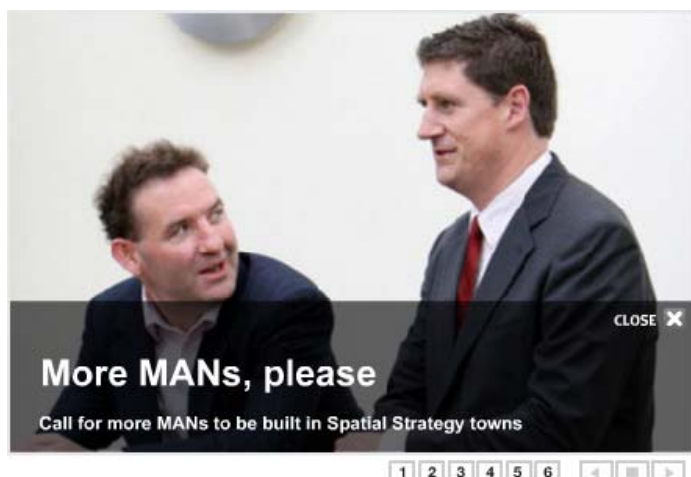 CLOSE X
More MANs, please
Call for more MANs to be built in Spatial Strategy towns
1 2 3 4 5 6